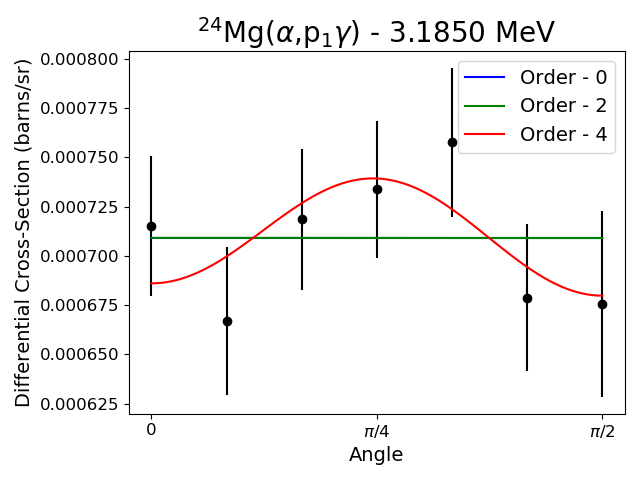 ²⁴Mg(α,p₁γ) - 3.1850 MeV
Differential Cross-Section (barns/sr)
0.000800
0.000775
0.000750
0.000725
0.000700
0.000675
0.000650
0.000625
Order - 0
Order - 2
Order - 4
0 π/4 π/2
Angle